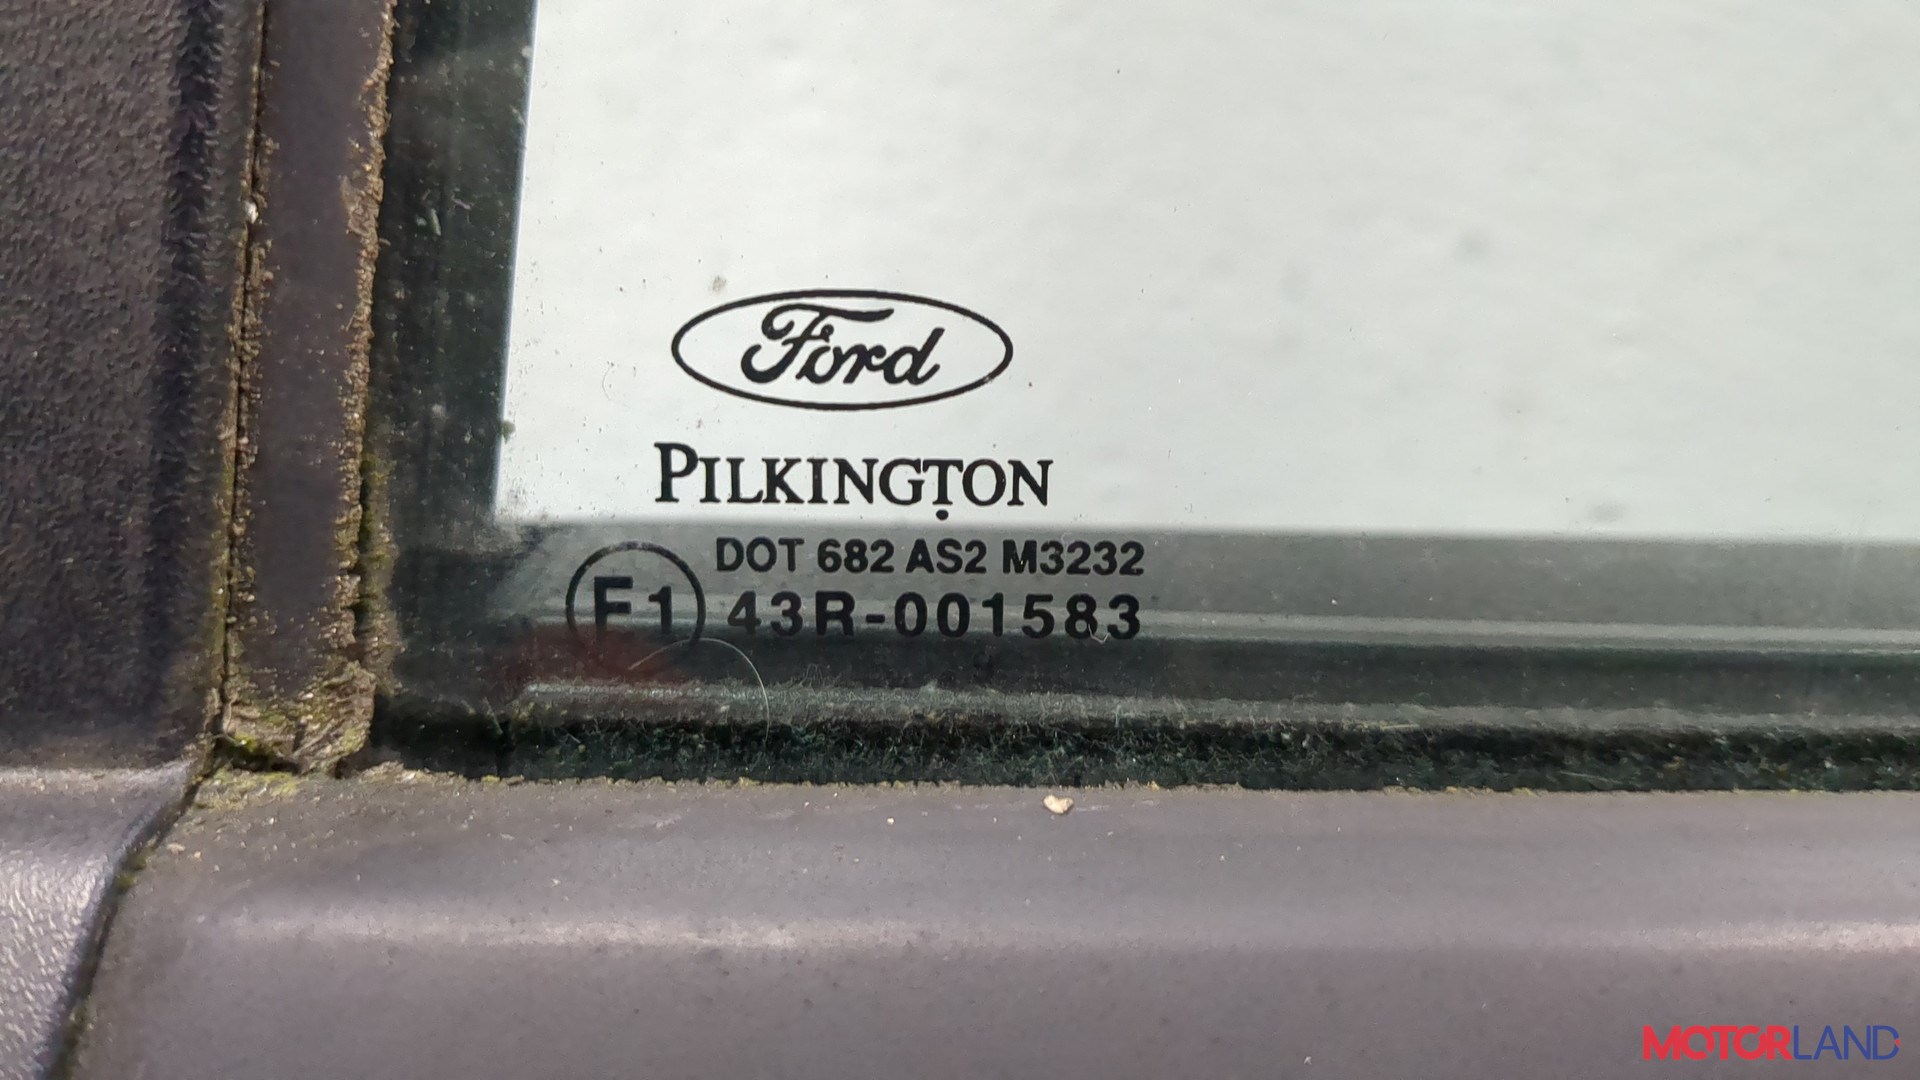 Ford
PILKINGTON
DOT 682 AS2 M3232
E1 43R-001583
MOTORLAND